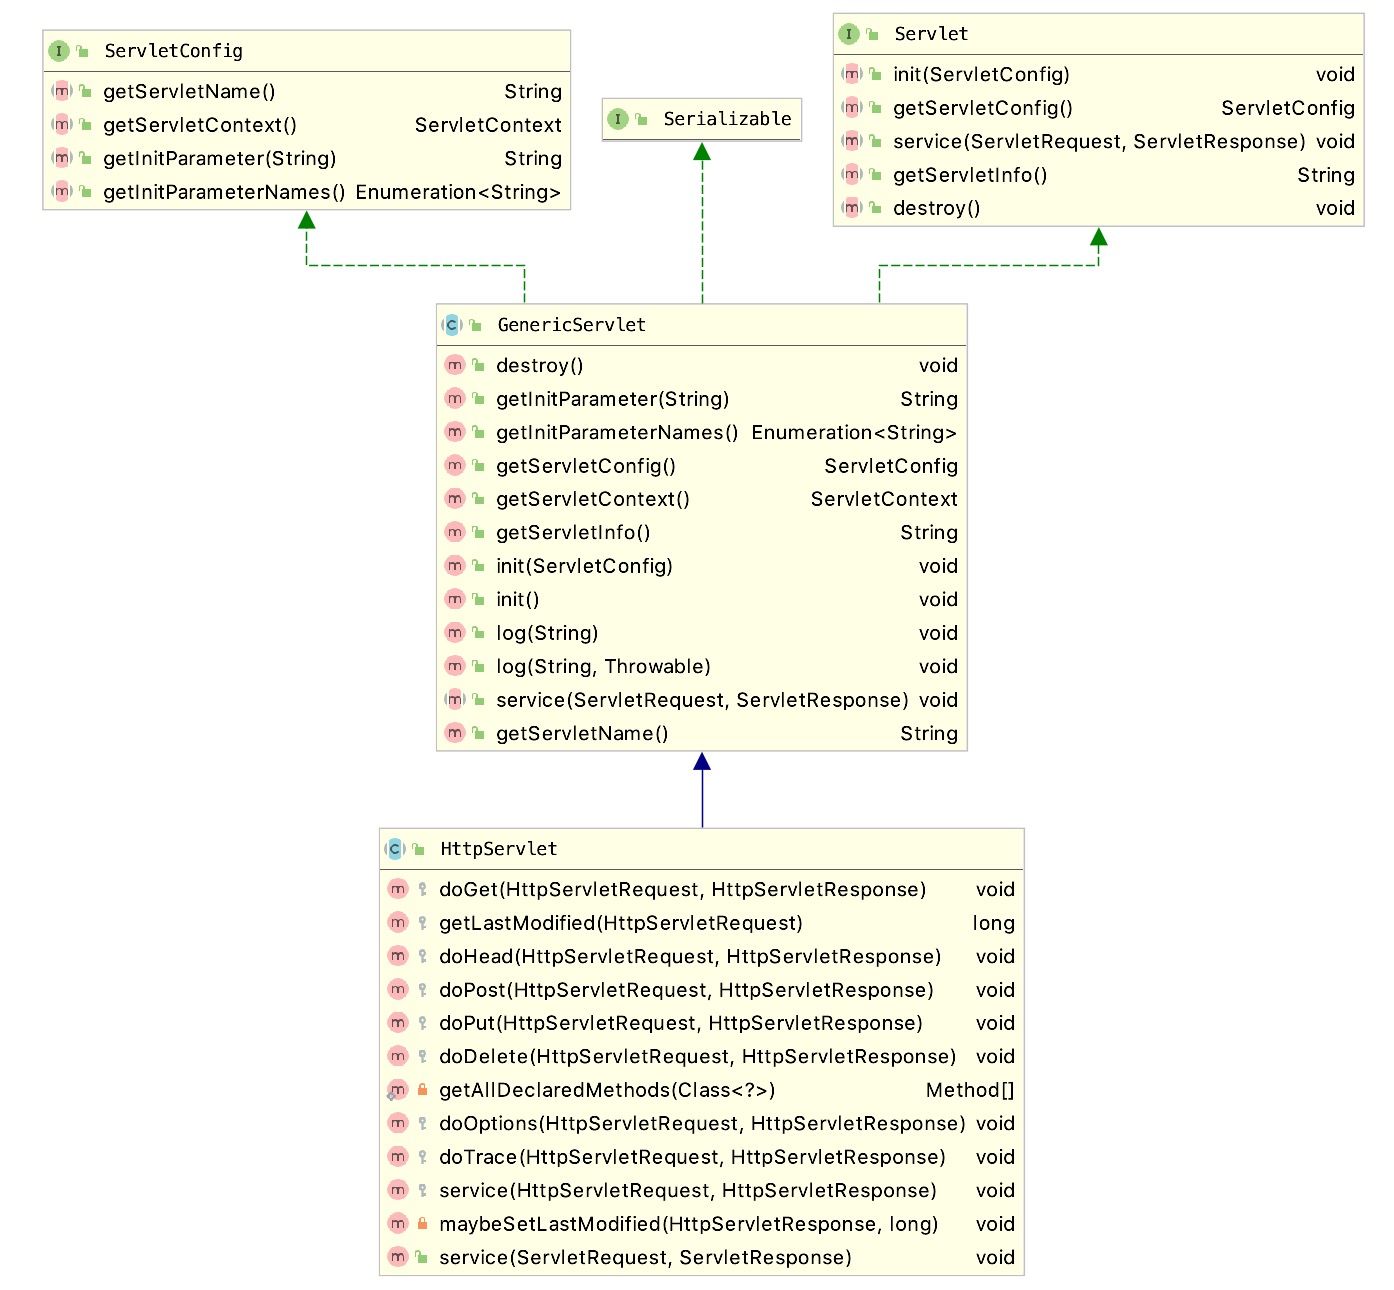 ServletConfig
getServletName() String
getServletContext() ServletContext
getInitParameter(String) String
getInitParameterNames() Enumeration<String>
Serializable
Servlet
init(ServletConfig) void
getServletConfig() ServletConfig
service(ServletRequest, ServletResponse) void
getServletInfo() String
destroy() void
GenericServlet
destroy() void
getInitParameter(String) String
getInitParameterNames() Enumeration<String>
getServletConfig() ServletConfig
getServletContext() ServletContext
getServletInfo() String
init(ServletConfig) void
init() void
log(String) void
log(String, Throwable) void
service(ServletRequest, ServletResponse) void
getServletName() String
HttpServlet
doGet(HttpServletRequest, HttpServletResponse) void
getLastModified(HttpServletRequest) long
doHead(HttpServletRequest, HttpServletResponse) void
doPost(HttpServletRequest, HttpServletResponse) void
doPut(HttpServletRequest, HttpServletResponse) void
doDelete(HttpServletRequest, HttpServletResponse) void
getAllDeclaredMethods(Class<?>) Method[]
doOptions(HttpServletRequest, HttpServletResponse) void
doTrace(HttpServletRequest, HttpServletResponse) void
service(HttpServletRequest, HttpServletResponse) void
maybeSetLastModified(HttpServletResponse, long) void
service(ServletRequest, ServletResponse) void